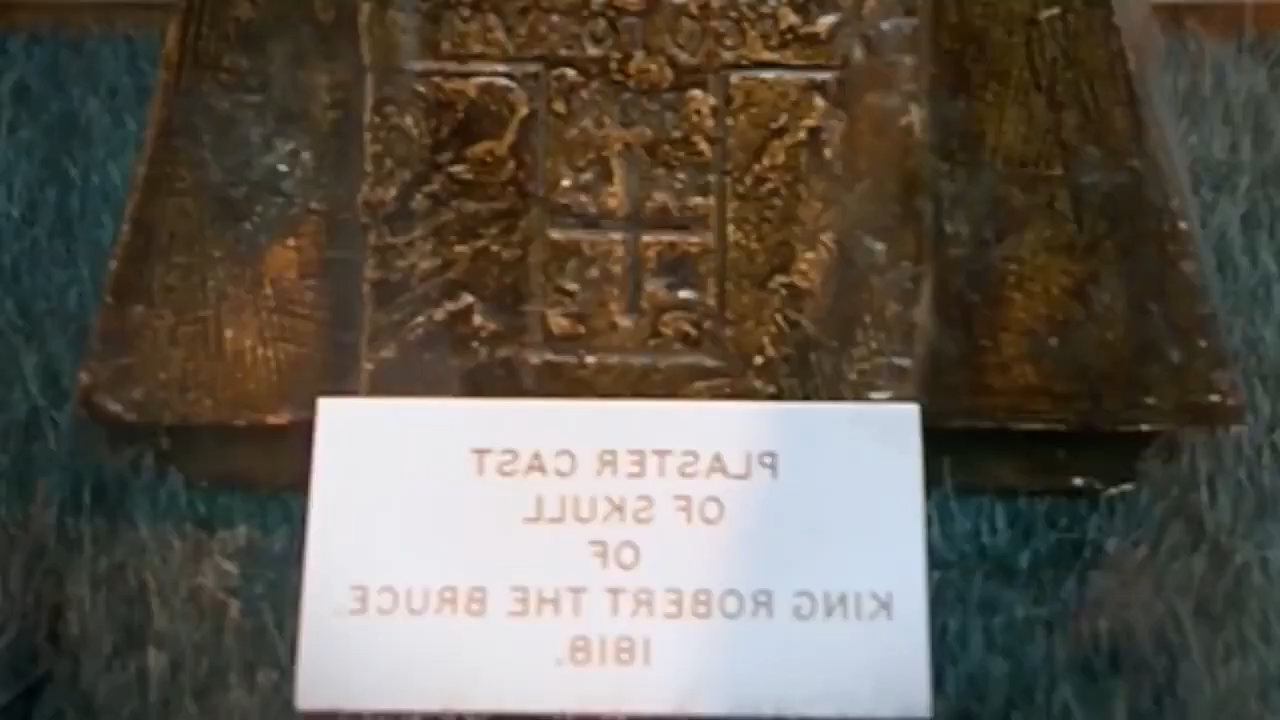 PLASTER CAST
OF SKULL
OF
KING ROBERT THE BRUCE
1818.